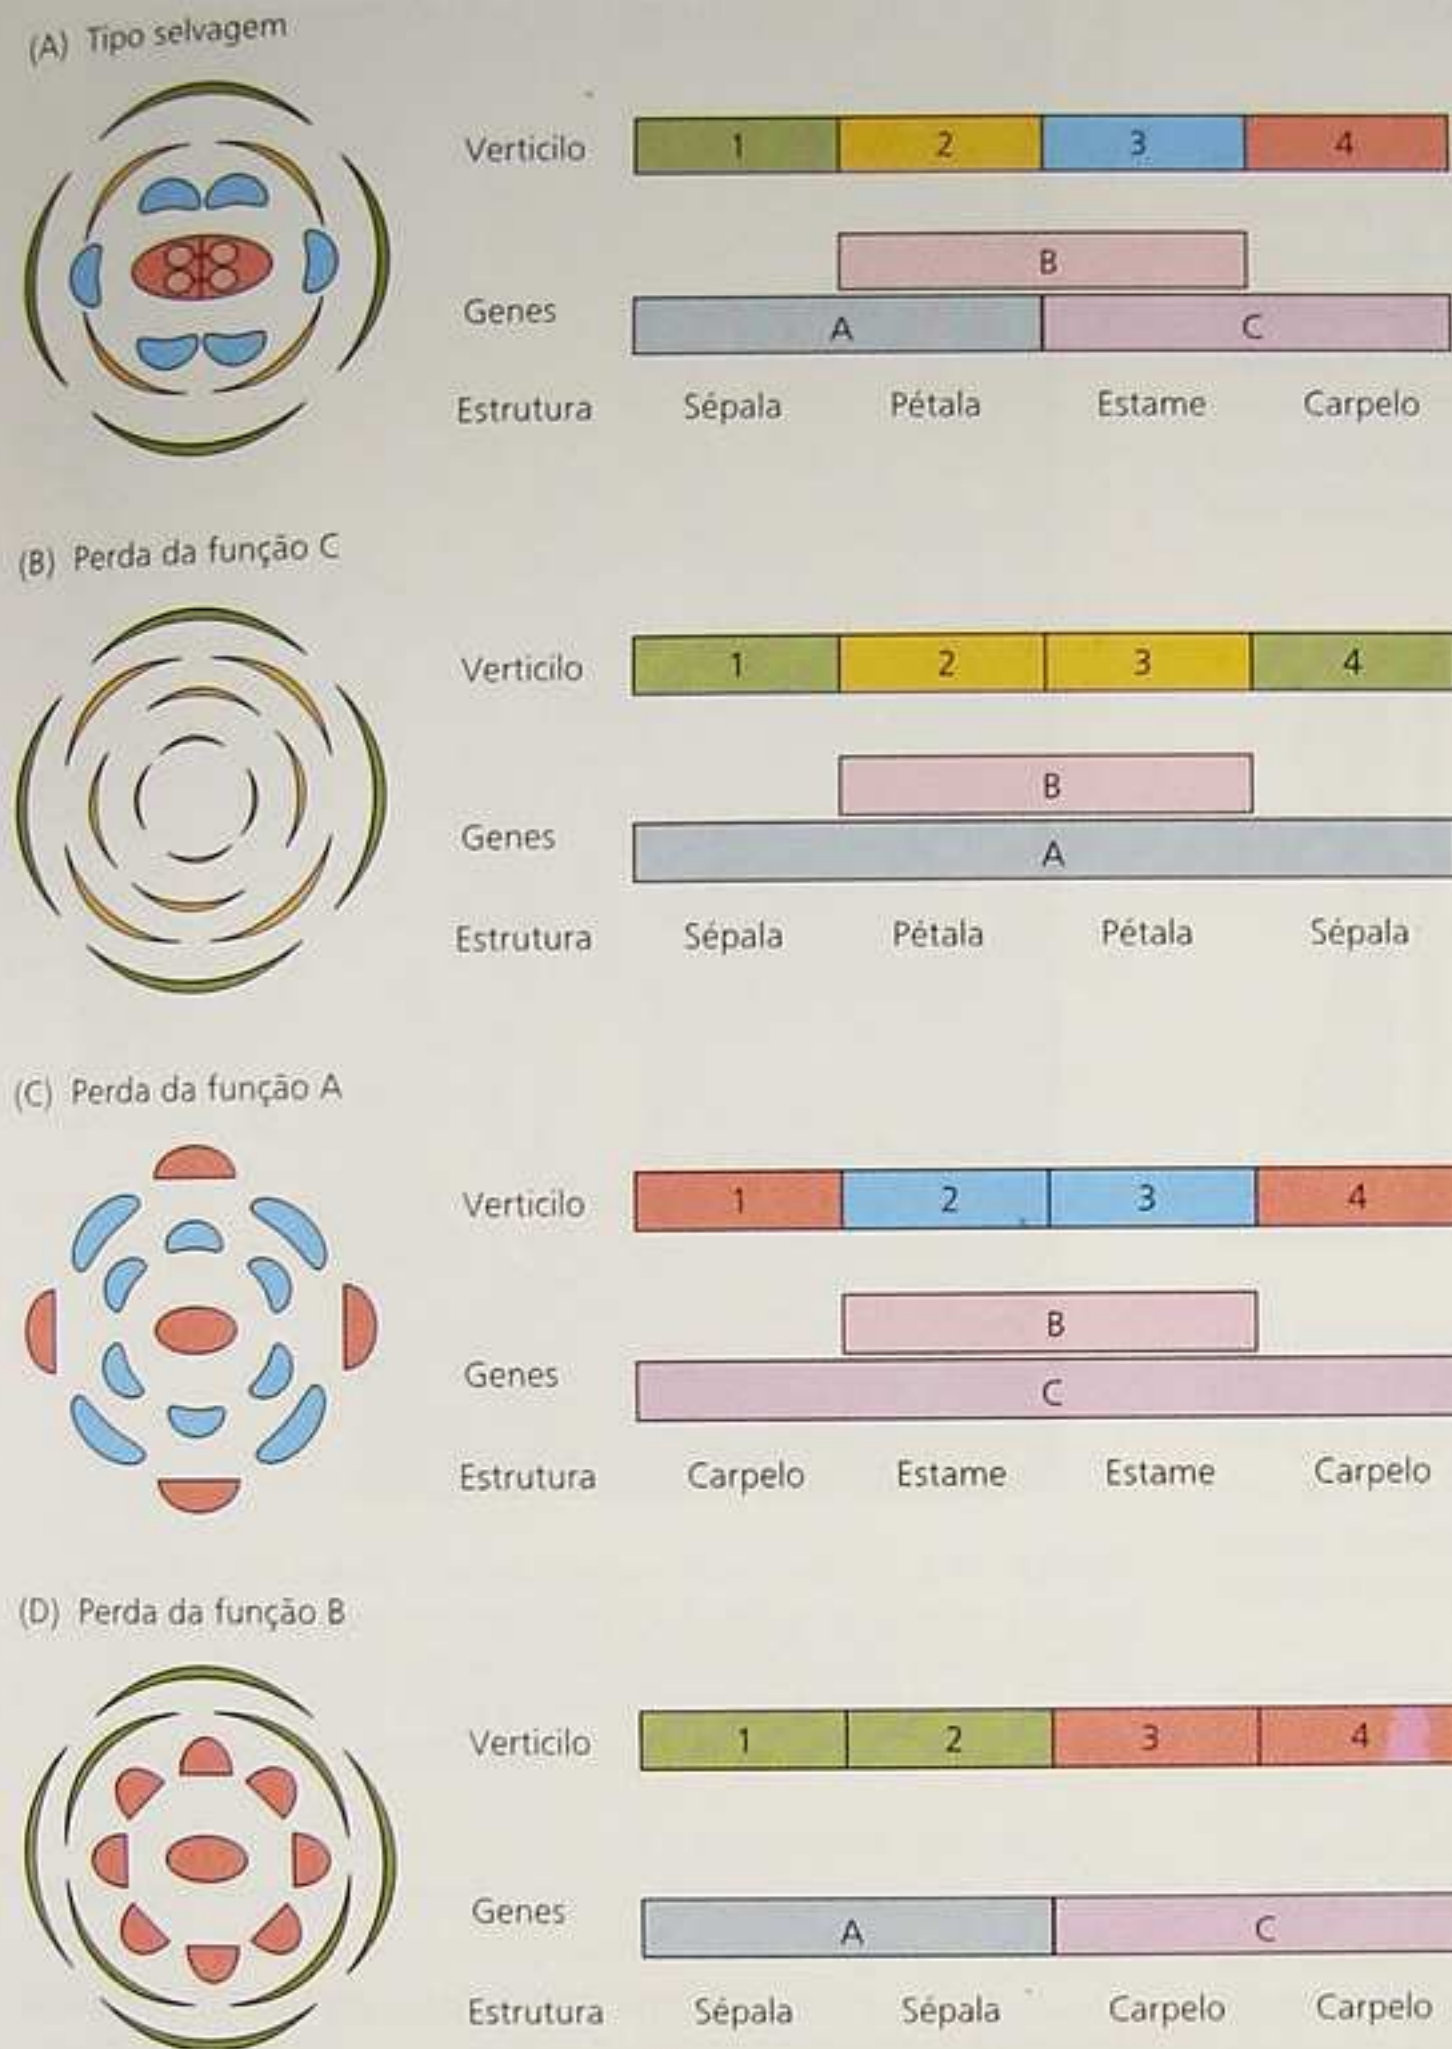 (A) Tipo selvagem
Verticilo 1 2 3 4
B
Genes A C
Estrutura Sépala Pétala Estame Carpelo
(B) Perda da função C
Verticilo 1 2 3 4
B
Genes A
Estrutura Sépala Pétala Pétala Sépala
(C) Perda da função A
Verticilo 1 2 3 4
B
Genes C
Estrutura Carpelo Estame Estame Carpelo
(D) Perda da função B
Verticilo 1 2 3 4
Genes A C
Estrutura Sépala Sépala Carpelo Carpelo